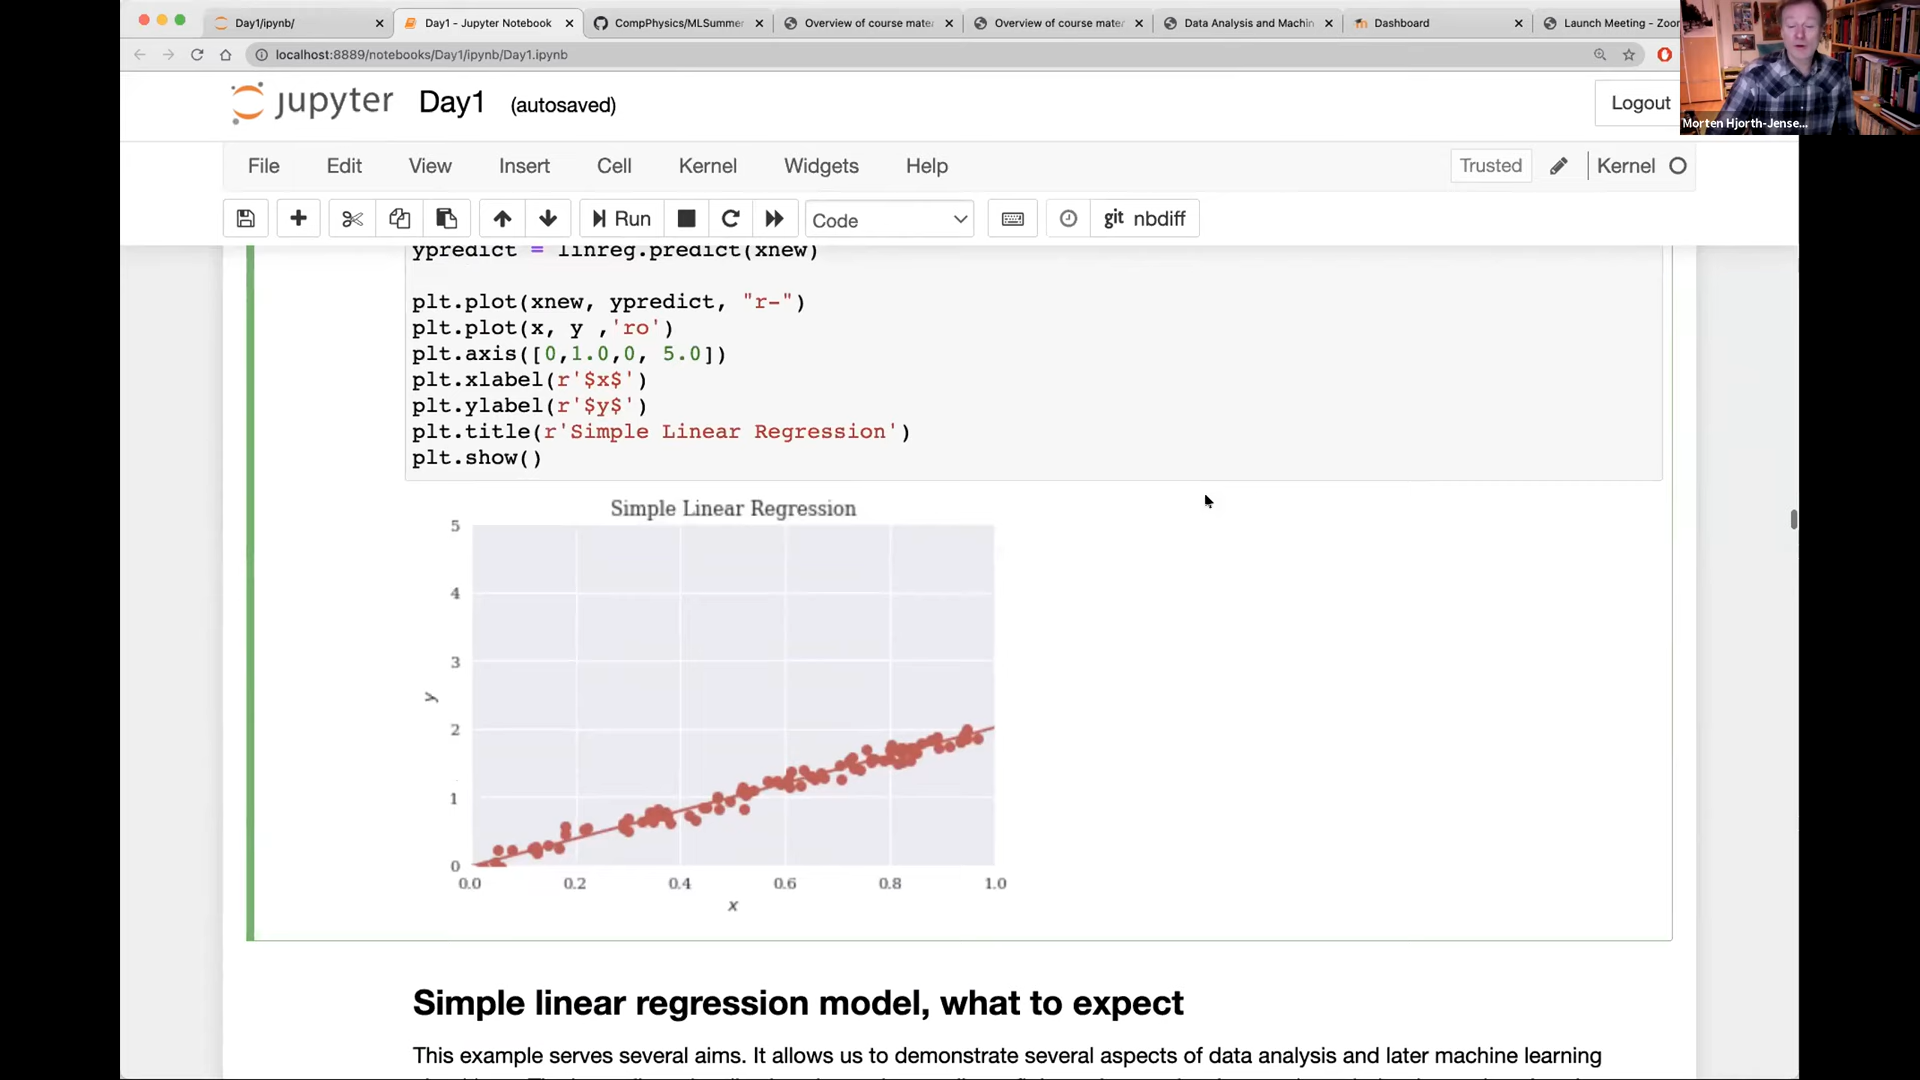 Day1/ipynb/
Day1 - Jupyter Notebook
CompPhysics/MLSummer
Overview of course mate
Overview of course mate
Data Analysis and Machin
Dashboard
Launch Meeting - Zoom
localhost:8889/notebooks/Day1/ipynb/Day1.ipynb
jupyter Day1 (autosaved)
Logout
Morten Hjorth-Jense...
File Edit View Insert Cell Kernel Widgets Help
Trusted
Kernel
Run
Code
git nbdiff
ypredict = linreg.predict(xnew)
plt.plot(xnew, ypredict, "r-")
plt.plot(x, y ,'ro')
plt.axis([0,1.0,0, 5.0])
plt.xlabel(r'$x$')
plt.ylabel(r'$y$')
plt.title(r'Simple Linear Regression')
plt.show()
Simple Linear Regression
5
4
3
2
1
0
y
0.0 0.2 0.4 0.6 0.8 1.0
x
Simple linear regression model, what to expect
This example serves several aims. It allows us to demonstrate several aspects of data analysis and later machine learning